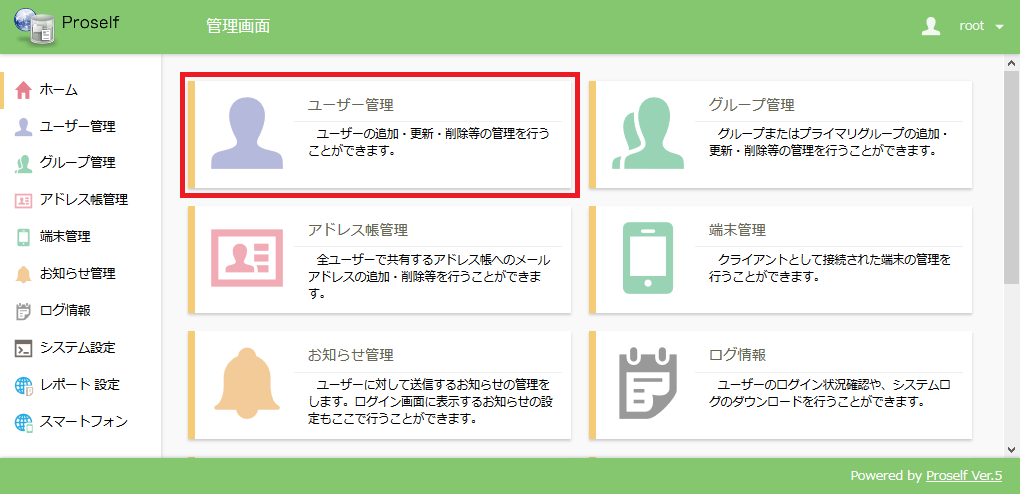 Proself
管理画面
root
ホーム
ユーザー管理
グループ管理
アドレス帳管理
端末管理
お知らせ管理
ログ情報
システム設定
レポート 設定
スマートフォン
ユーザー管理
ユーザーの追加・更新・削除等の管理を行う
ことができます。
グループ管理
グループまたはプライマリグループの追加・
更新・削除等の管理を行うことができます。
アドレス帳管理
全ユーザーで共有するアドレス帳へのメール
アドレスの追加・削除等を行うことができま
す。
端末管理
クライアントとして接続された端末の管理を
行うことができます。
お知らせ管理
ユーザーに対して送信するお知らせの管理を
します。ログイン画面に表示するお知らせの設
定もここで行うことができます。
ログ情報
ユーザーのログイン状況確認や、システムロ
グのダウンロードを行うことができます。
Powered by Proself Ver.5